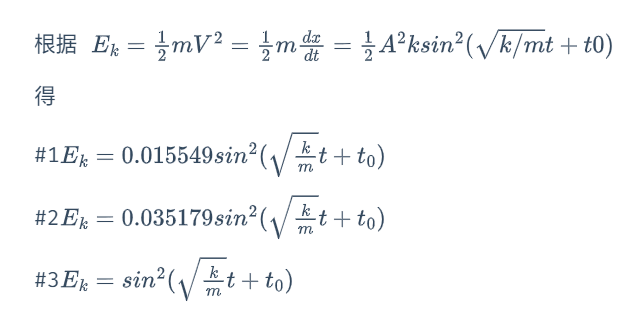 根据 $E_k = \frac{1}{2}mV^2 = \frac{1}{2}m\frac{dx}{dt} = \frac{1}{2}A^2ksin^2(\sqrt{k/m}t + t0)$
得
#1$E_k = 0.015549sin^2(\sqrt{\frac{k}{m}}t + t_0)$
#2$E_k = 0.035179sin^2(\sqrt{\frac{k}{m}}t + t_0)$
#3$E_k = sin^2(\sqrt{\frac{k}{m}}t + t_0)$